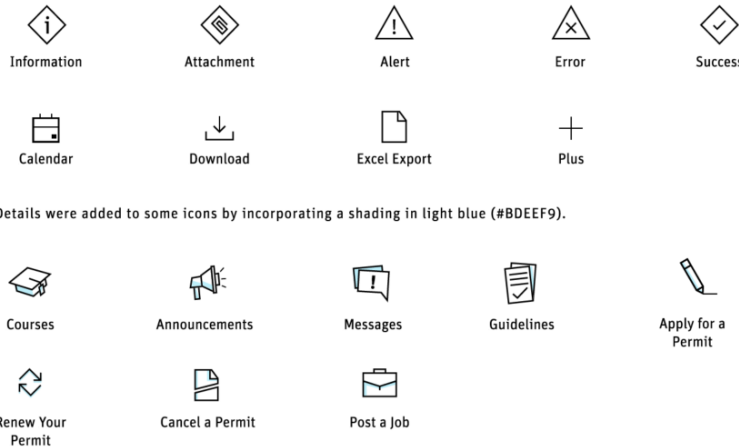 Information Attachment Alert Error Success
Calendar Download Excel Export Plus
Details were added to some icons by incorporating a shading in light blue (#BDEEF9).
Courses Announcements Messages Guidelines Apply for a
Permit
Renew Your Cancel a Permit Post a Job
Permit